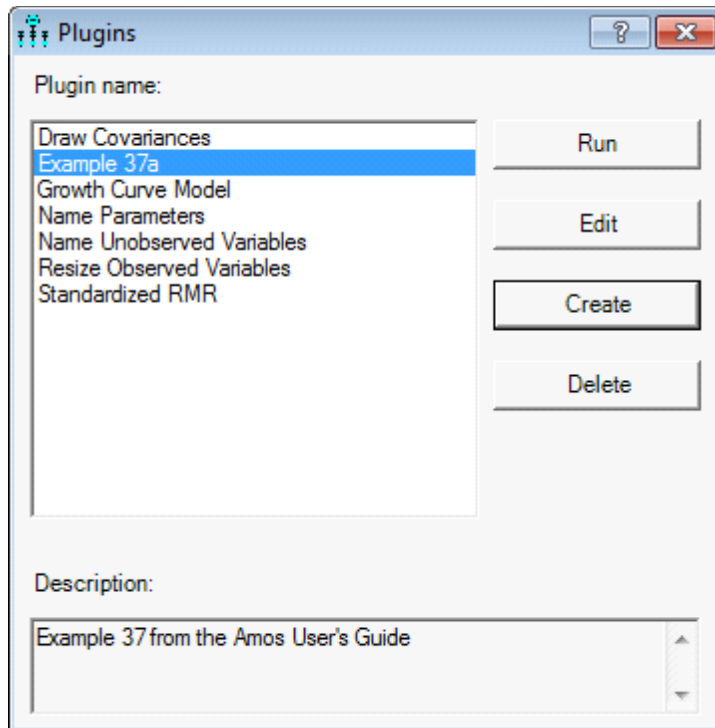 Plugins
Plugin name:
Draw Covariances
Example 37a
Growth Curve Model
Name Parameters
Name Unobserved Variables
Resize Observed Variables
Standardized RMR
Run
Edit
Create
Delete
Description:
Example 37 from the Amos User's Guide